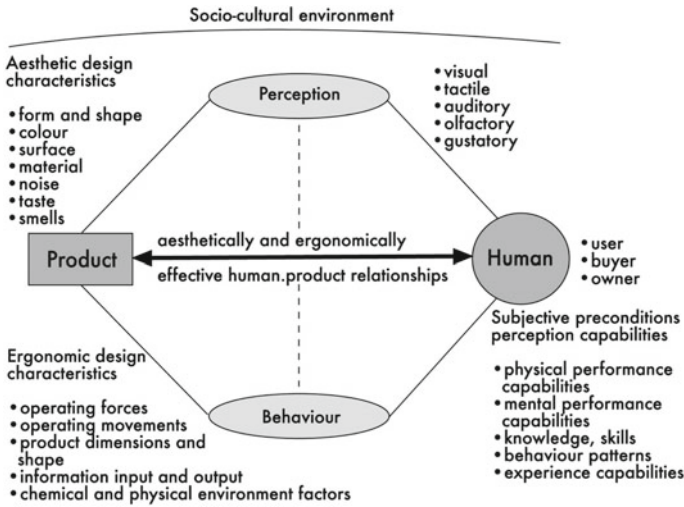 Socio-cultural environment
Aesthetic design
characteristics
• form and shape
• colour
• surface
• material
• noise
• taste
• smells
Perception
• visual
• tactile
• auditory
• olfactory
• gustatory
Product
aesthetically and ergonomically
effective human.product relationships
Human
• user
• buyer
• owner
Ergonomic design
characteristics
• operating forces
• operating movements
• product dimensions and
shape
• information input and output
• chemical and physical environment factors
Behaviour
Subjective preconditions
perception capabilities
• physical performance
capabilities
• mental performance
capabilities
• knowledge, skills
• behaviour patterns
• experience capabilities